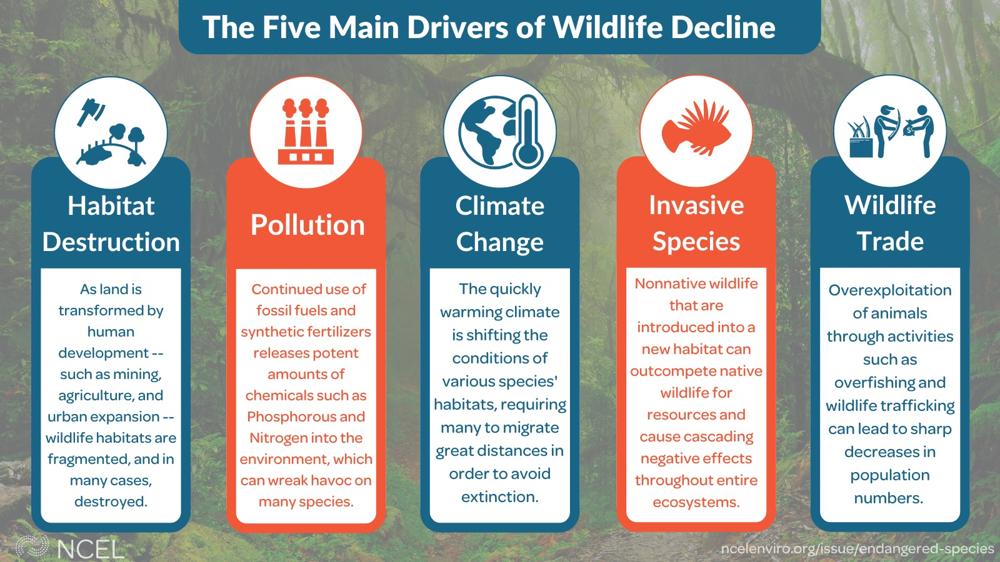 The Five Main Drivers of Wildlife Decline
Habitat
Destruction
As land is
transformed by
human
development --
such as mining,
agriculture, and
urban expansion --
wildlife habitats are
fragmented, and in
many cases,
destroyed.
Pollution
Continued use of
fossil fuels and
synthetic fertilizers
releases potent
amounts of
chemicals such as
Phosphorous and
Nitrogen into the
environment, which
can wreak havoc on
many species.
Climate
Change
The quickly
warming climate
is shifting the
conditions of
various species'
habitats, requiring
many to migrate
great distances in
order to avoid
extinction.
Invasive
Species
Nonnative wildlife
that are
introduced into a
new habitat can
outcompete native
wildlife for
resources and
cause cascading
negative effects
throughout entire
ecosystems.
$
Wildlife
Trade
Overexploitation
of animals
through activities
such as
overfishing and
wildlife trafficking
can lead to sharp
decreases in
population
numbers.
NCEL
ncelenviro.org/issue/endangered-species